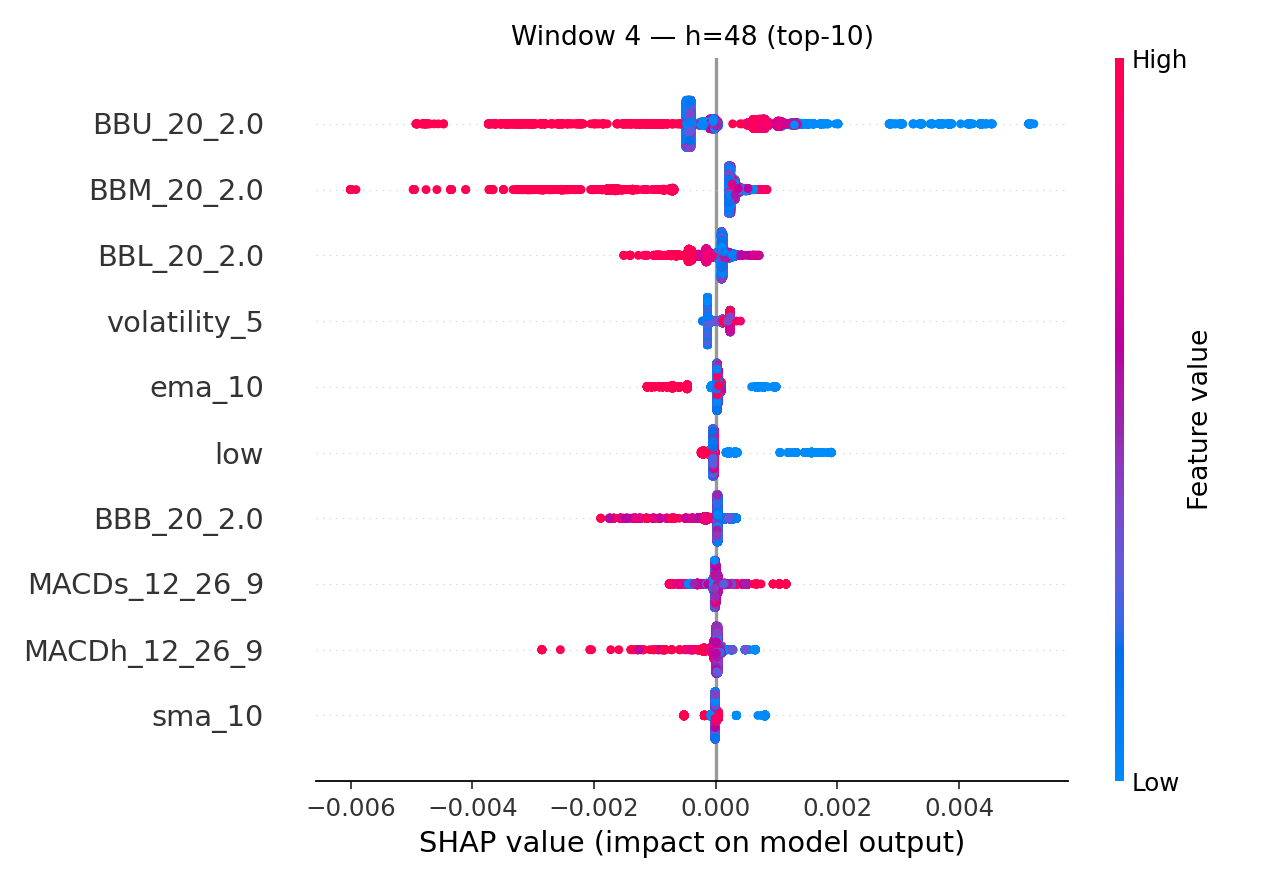 Window 4 — h=48 (top-10)
High
BBU_20_2.0
BBM_20_2.0
BBL_20_2.0
volatility_5
ema_10
low
BBB_20_2.0
MACDs_12_26_9
MACDh_12_26_9
sma_10
Feature value
Low
−0.006 −0.004 −0.002 0.000 0.002 0.004
SHAP value (impact on model output)